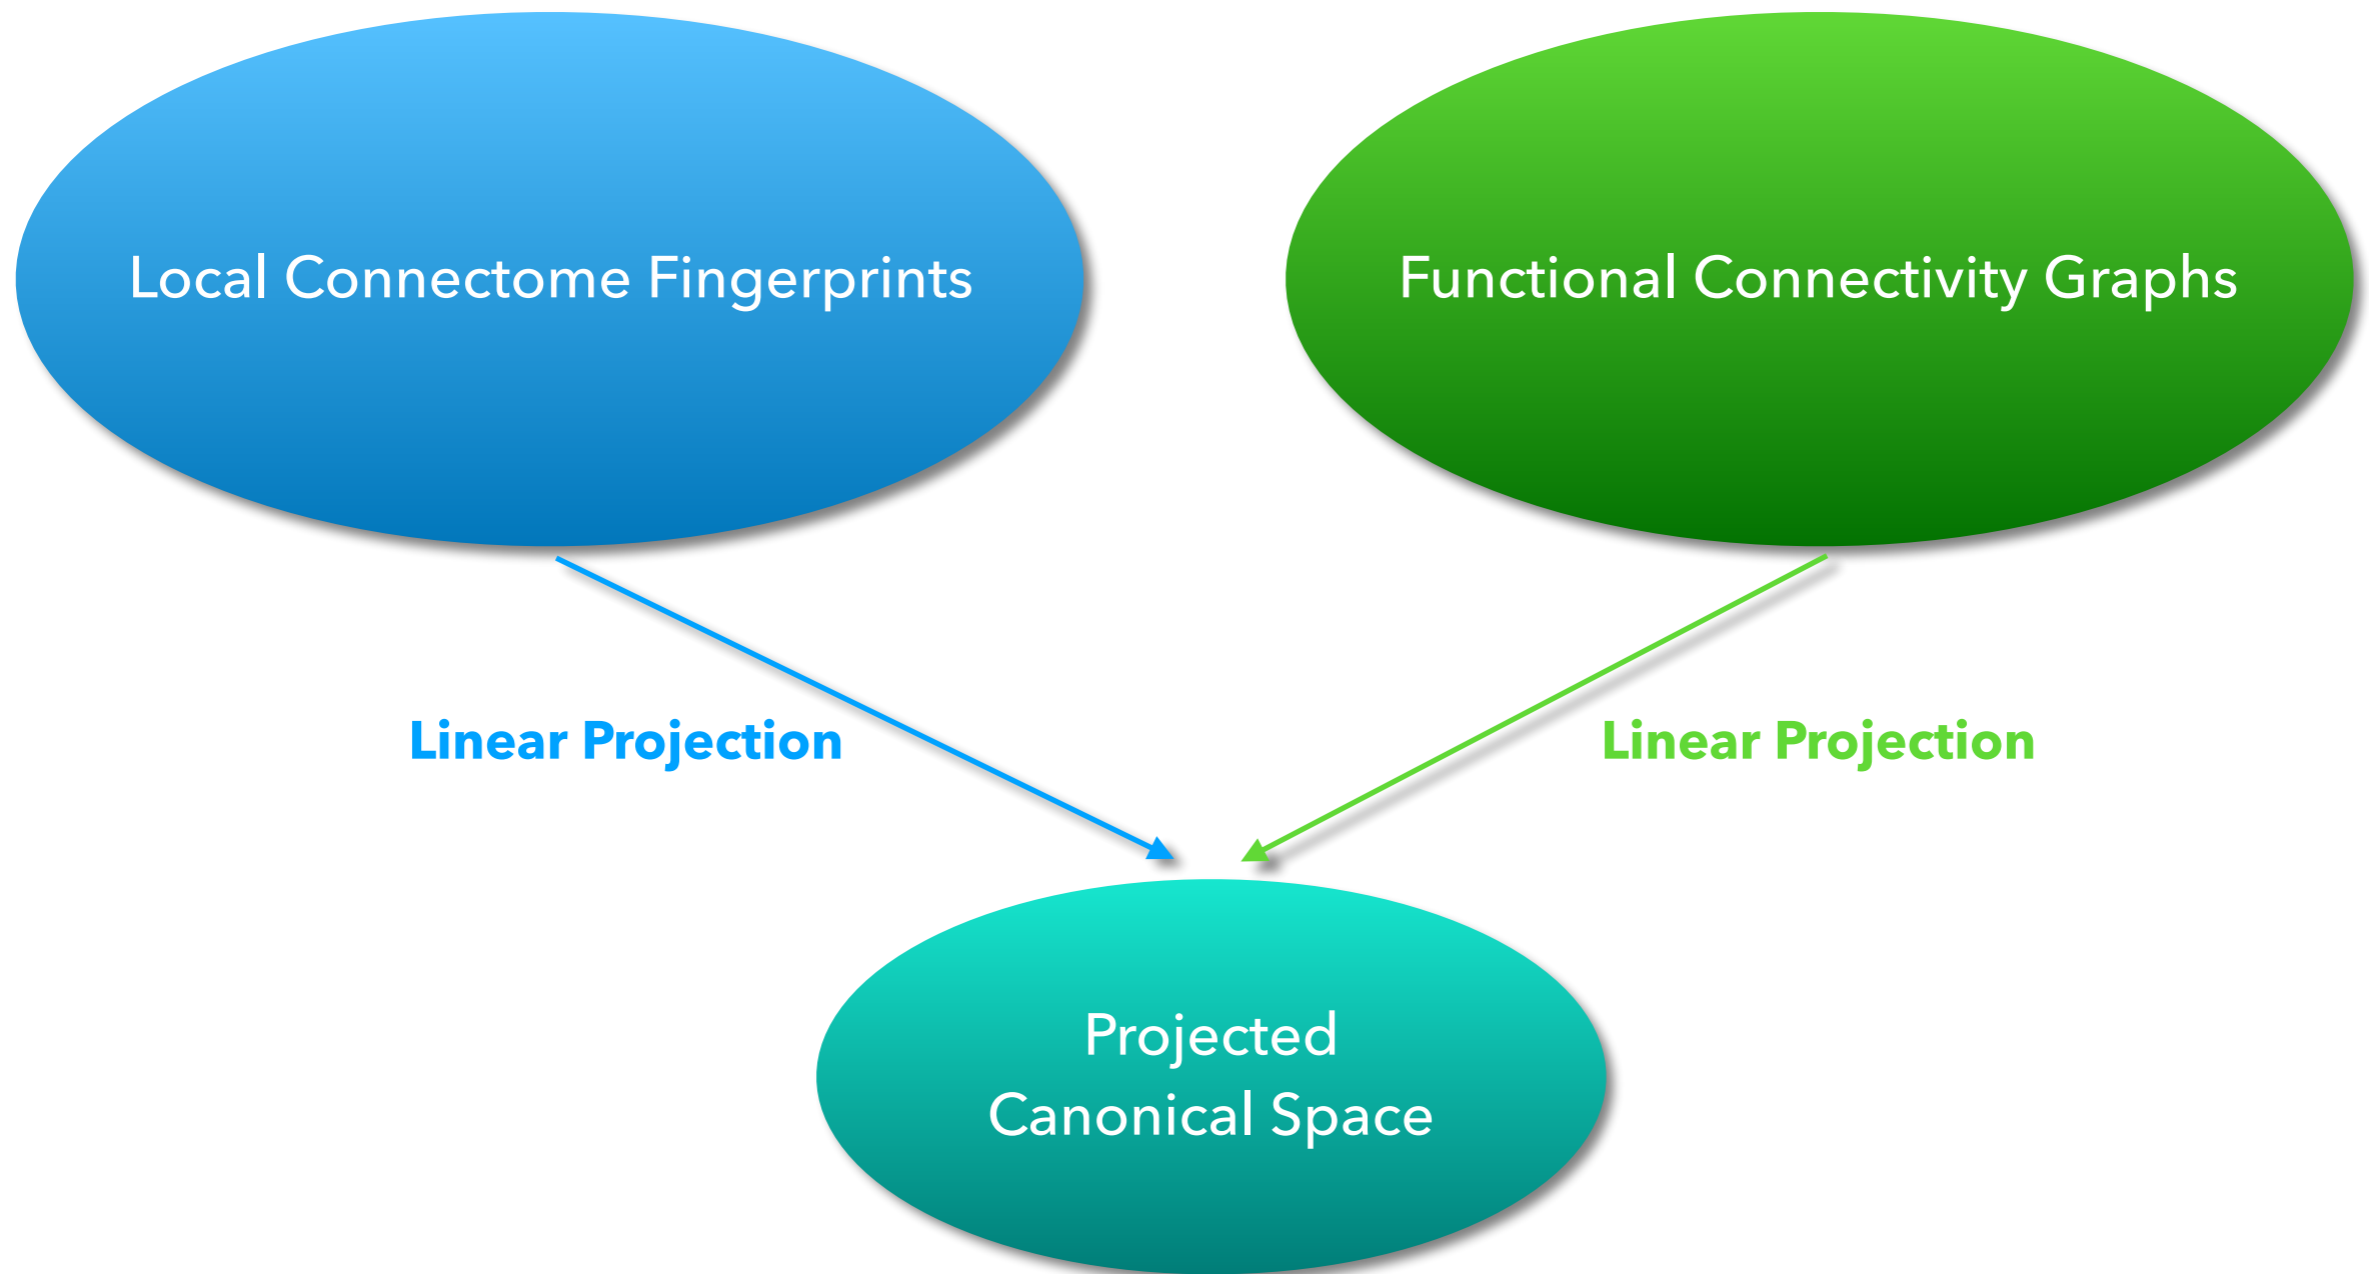 Local Connectome Fingerprints
Functional Connectivity Graphs
Linear Projection
Linear Projection
Projected
Canonical Space